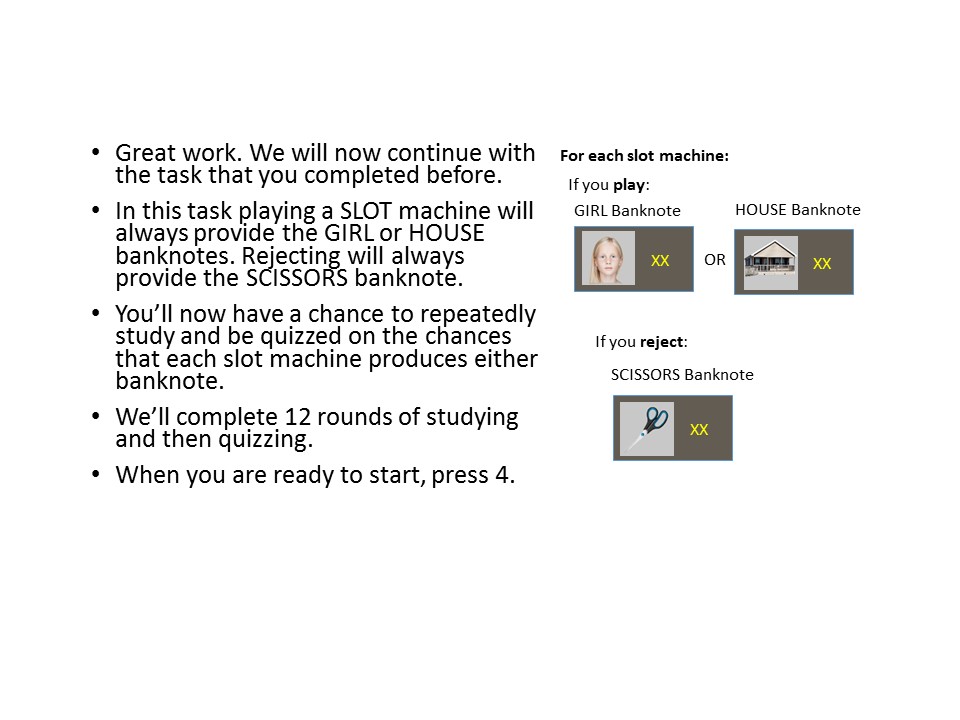 • Great work. We will now continue with
the task that you completed before.
• In this task playing a SLOT machine will
always provide the GIRL or HOUSE
banknotes. Rejecting will always
provide the SCISSORS banknote.
• You’ll now have a chance to repeatedly
study and be quizzed on the chances
that each slot machine produces either
banknote.
• We’ll complete 12 rounds of studying
and then quizzing.
• When you are ready to start, press 4.
For each slot machine:
If you play:
GIRL Banknote
HOUSE Banknote
XX
OR
XX
If you reject:
SCISSORS Banknote
XX